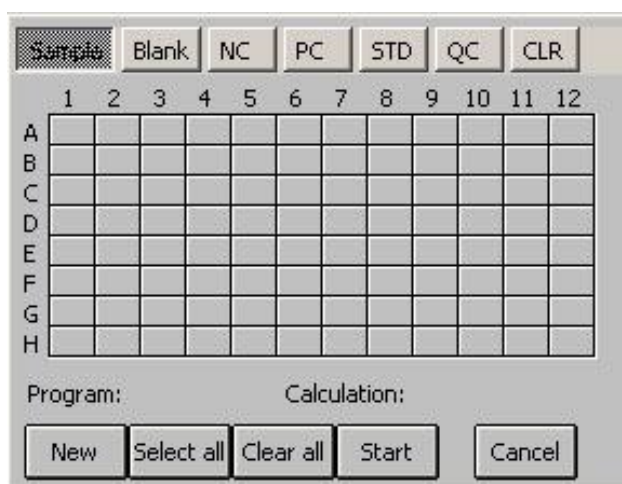 Sample Blank NC PC STD QC CLR
1 2 3 4 5 6 7 8 9 10 11 12
A
B
C
D
E
F
G
H
Program: Calculation:
New Select all Clear all Start Cancel